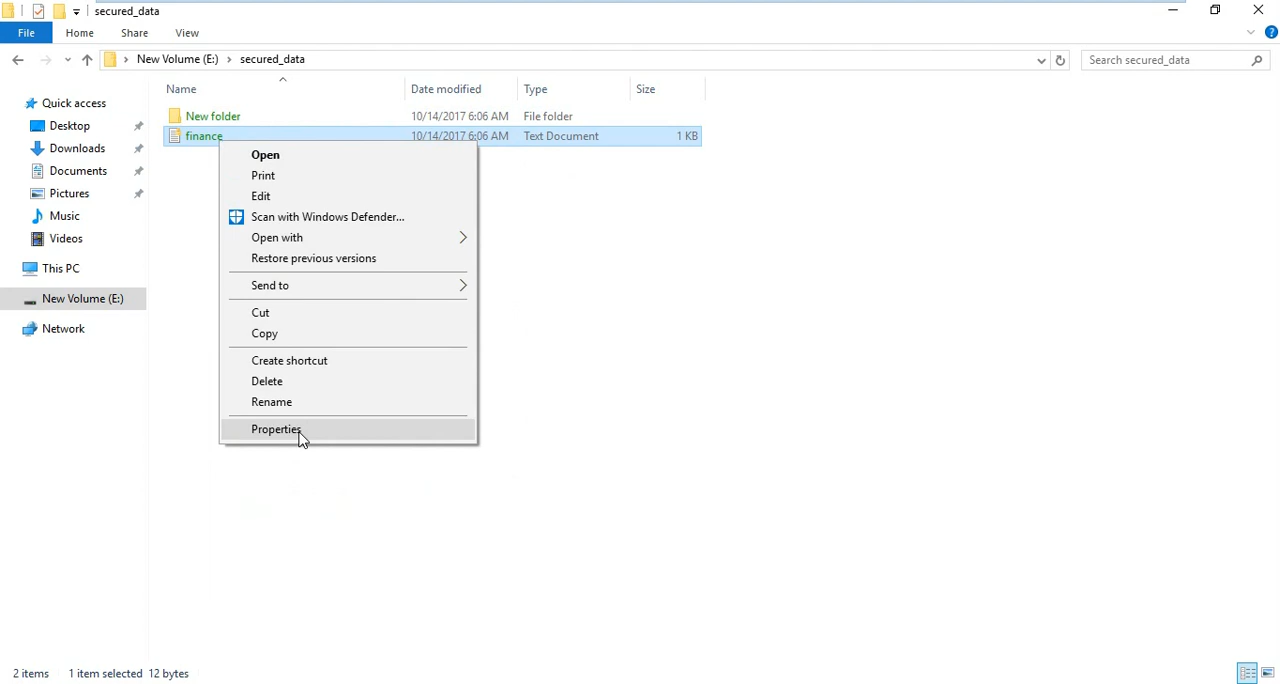 secured_data
File Home Share View
New Volume (E:) › secured_data Search secured_data
Name Date modified Type Size
Quick access
Desktop
Downloads
Documents
Pictures
Music
Videos
This PC
New Volume (E:)
Network
New folder 10/14/2017 6:06 AM File folder
finance 10/14/2017 6:06 AM Text Document 1 KB
Open
Print
Edit
Scan with Windows Defender...
Open with
Restore previous versions
Send to
Cut
Copy
Create shortcut
Delete
Rename
Properties
2 items 1 item selected 12 bytes